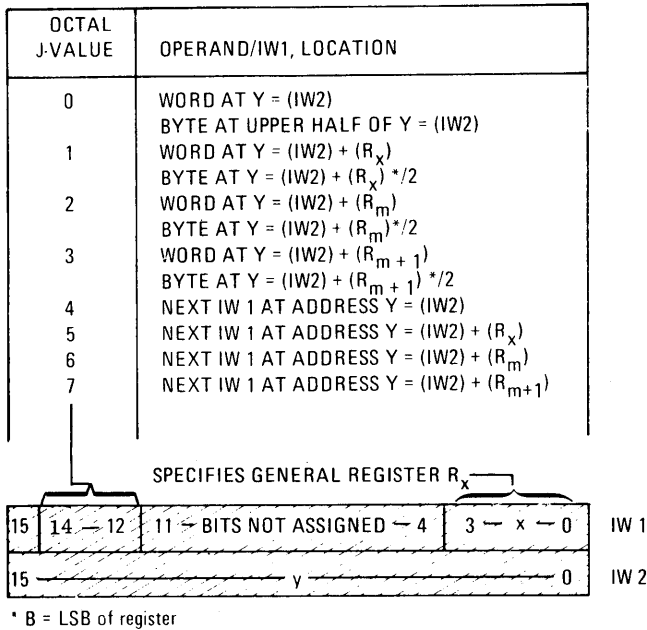 OCTAL
J-VALUE OPERAND/IW1, LOCATION
0 WORD AT Y = (IW2)
BYTE AT UPPER HALF OF Y = (IW2)
1 WORD AT Y = (IW2) + (Rx)
BYTE AT Y = (IW2) + (Rx) */2
2 WORD AT Y = (IW2) + (Rm)
BYTE AT Y = (IW2) + (Rm)*/2
3 WORD AT Y = (IW2) + (Rm + 1)
BYTE AT Y = (IW2) + (Rm + 1) */2
4 NEXT IW 1 AT ADDRESS Y = (IW2)
5 NEXT IW 1 AT ADDRESS Y = (IW2) + (Rx)
6 NEXT IW 1 AT ADDRESS Y = (IW2) + (Rm)
7 NEXT IW 1 AT ADDRESS Y = (IW2) + (Rm+1)
SPECIFIES GENERAL REGISTER Rx
15 14 — 12 11 — BITS NOT ASSIGNED — 4 3 — x — 0 IW 1
15 — y — 0 IW 2
* B = LSB of register